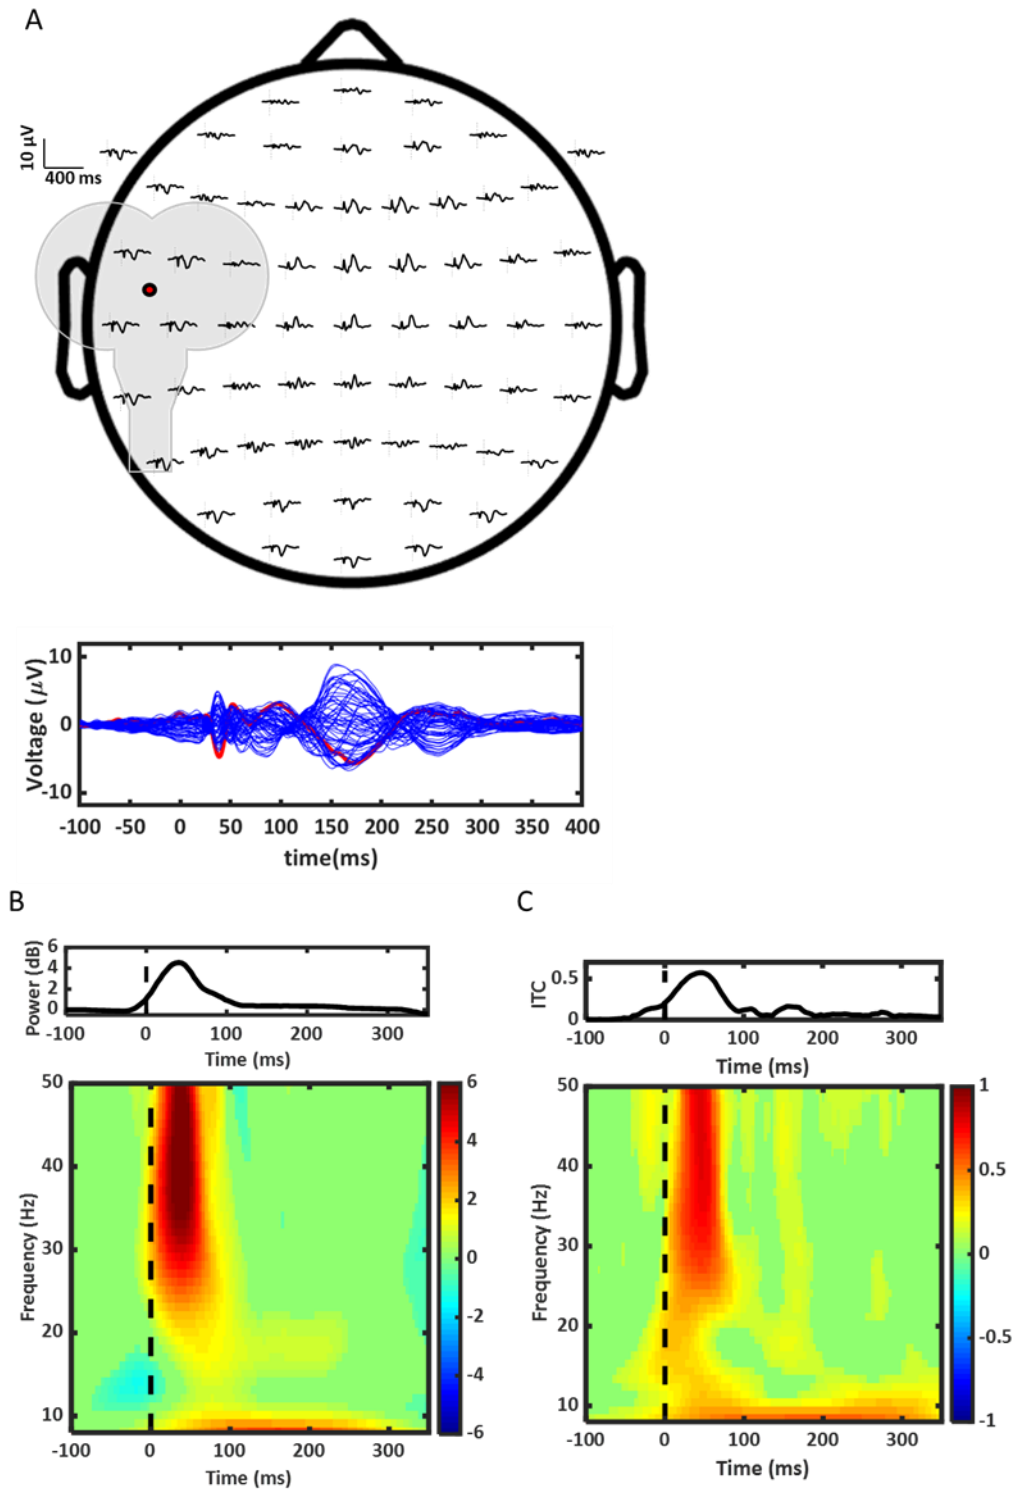 A
10 µV
400 ms
10
0
-10
Voltage (µV)
-100 -50 0 50 100 150 200 250 300 350 400
time(ms)
B
C
6
4
2
0
Power (dB)
-100 0 100 200 300
Time (ms)
0.5
0
ITC
-100 0 100 200 300
Time (ms)
50
40
30
20
10
Frequency (Hz)
-100 0 100 200 300
Time (ms)
6
4
2
0
-2
-4
-6
50
40
30
20
10
Frequency (Hz)
-100 0 100 200 300
Time (ms)
1
0.5
0
-0.5
-1